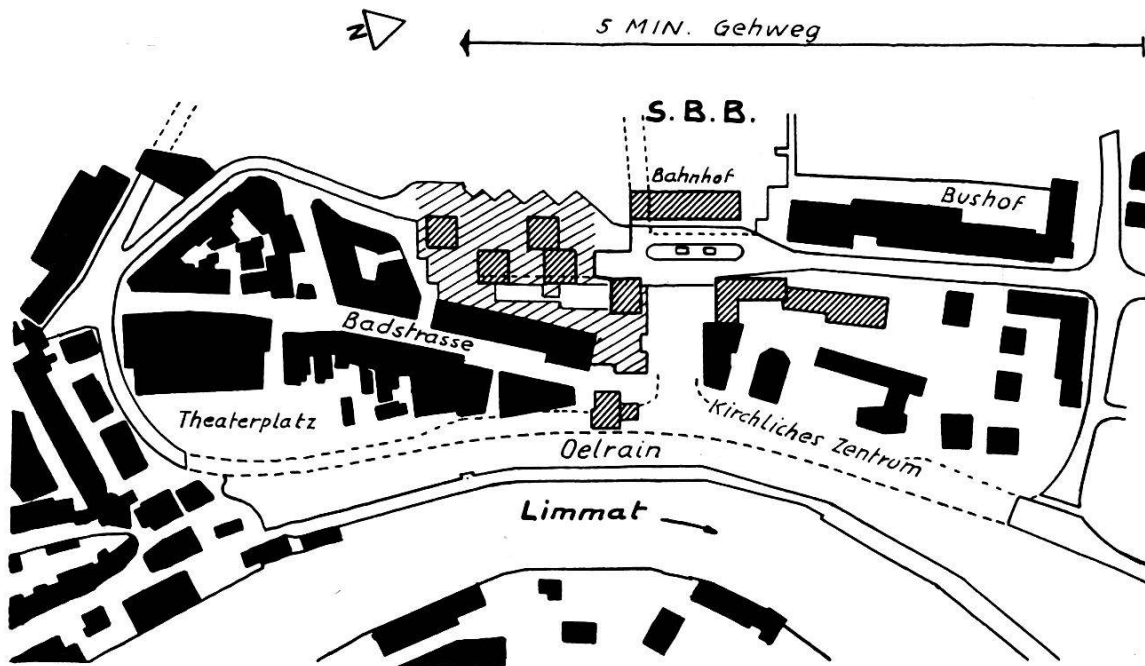 5 MIN. Gehweg
N
S.B.B.
Bahnhof
Bushof
Badstrasse
Theaterplatz
Kirchliches Zentrum
Oelrain
Limmat